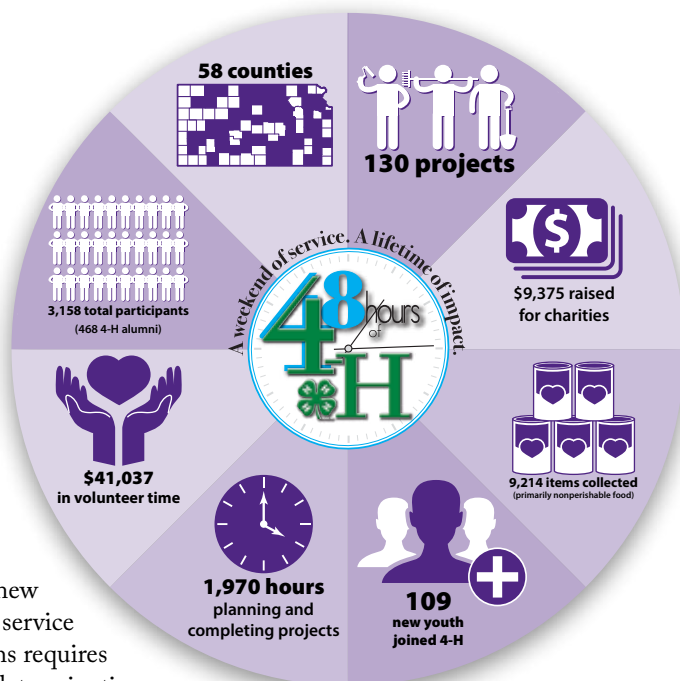 58 counties
130 projects
$9,375 raised
for charities
9,214 items collected
(primarily nonperishable food)
109
new youth
joined 4-H
1,970 hours
planning and
completing projects
$41,037
in volunteer time
3,158 total participants
(468 4-H alumni)
A weekend of service. A lifetime of impact.
48 hours
of
4-H
new
service
ns requires